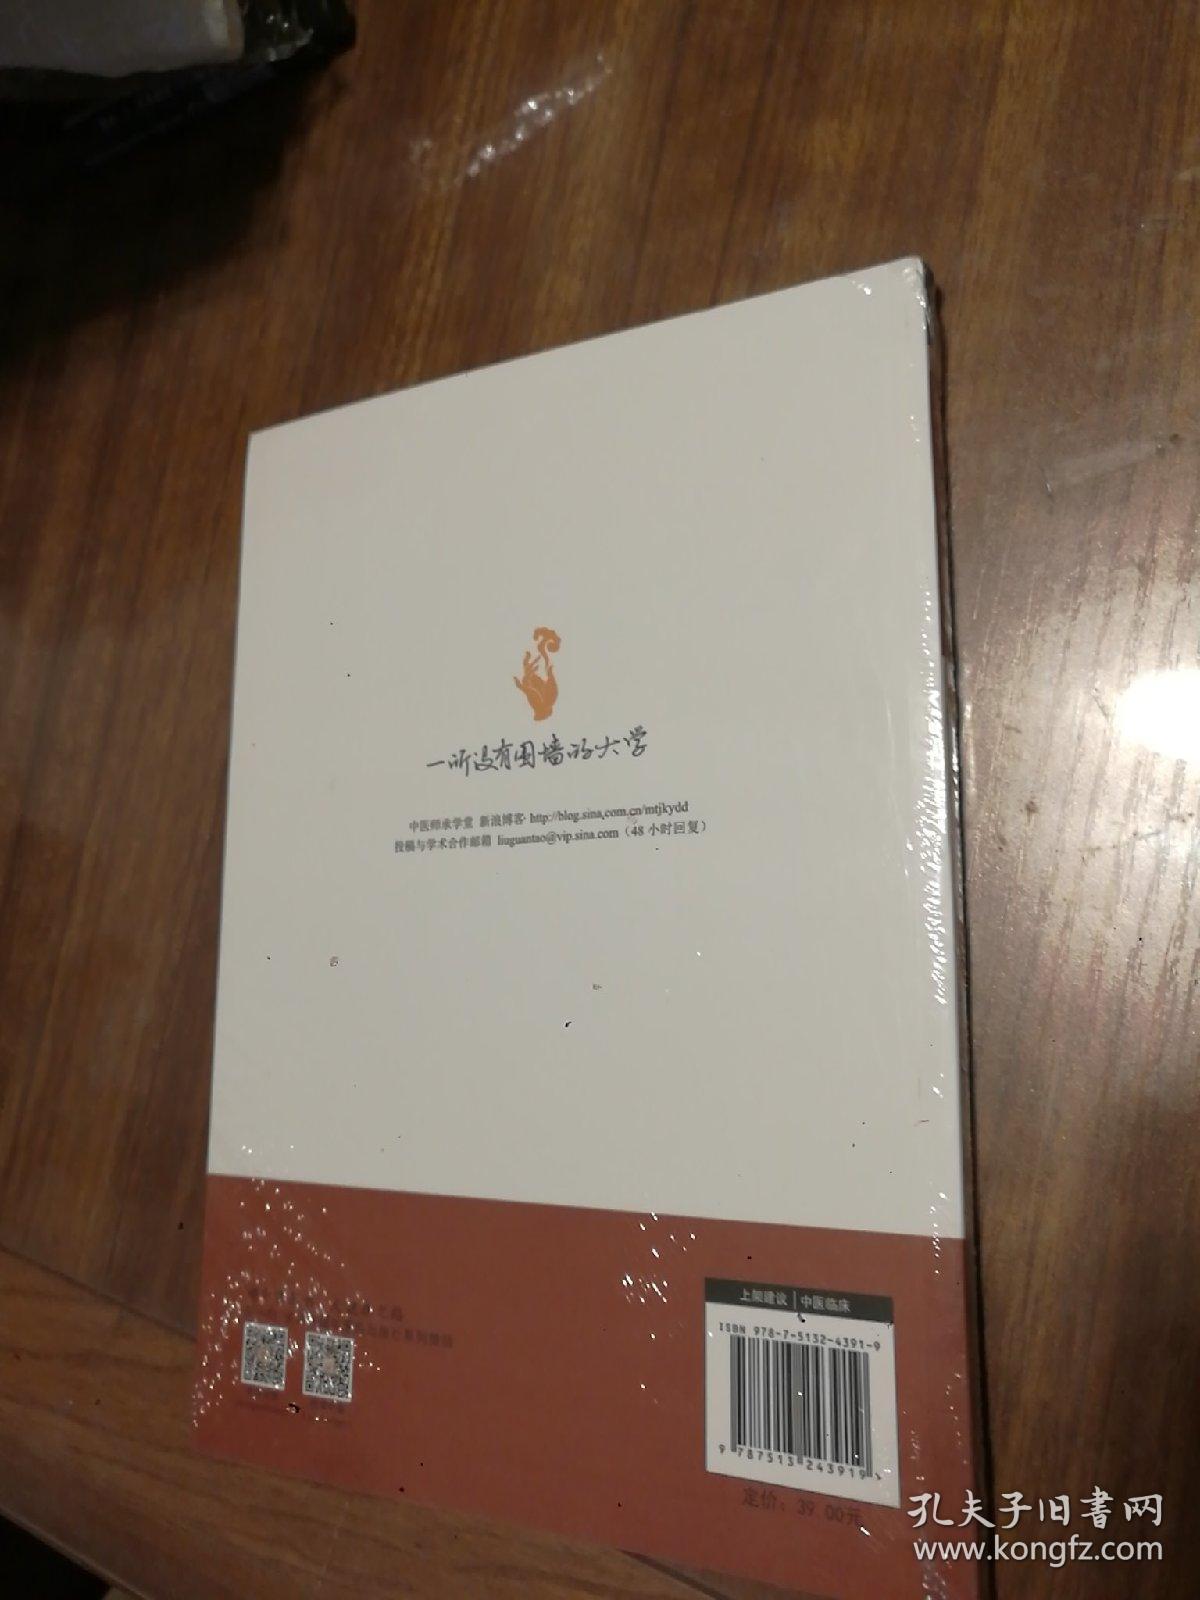 一所没有围墙的大学
中医师承学堂 新浪博客 http://blog.sina.com.cn/mtjkydd
投稿与学术合作邮箱 liuguantao@vip.sina.com（48 小时回复）
上架建议 | 中医临床
ISBN 978-7-5132-4391-9
9 787513 243919
定价：39.00元
孔夫子旧书网
www.kongfz.com